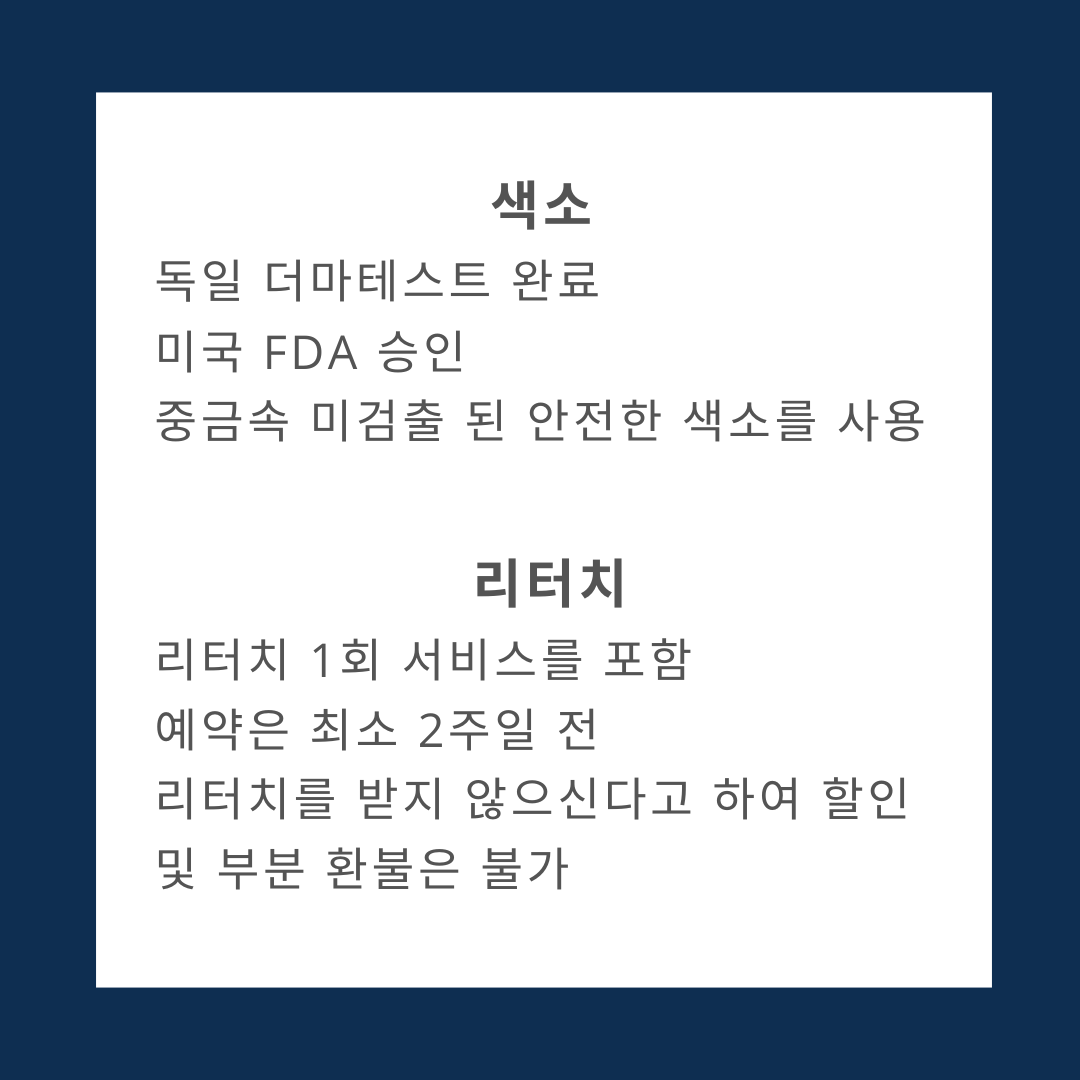 색소
독일 더마테스트 완료
미국 FDA 승인
중금속 미검출 된 안전한 색소를 사용
리터치
리터치 1회 서비스를 포함
예약은 최소 2주일 전
리터치를 받지 않으신다고 하여 할인
및 부분 환불은 불가